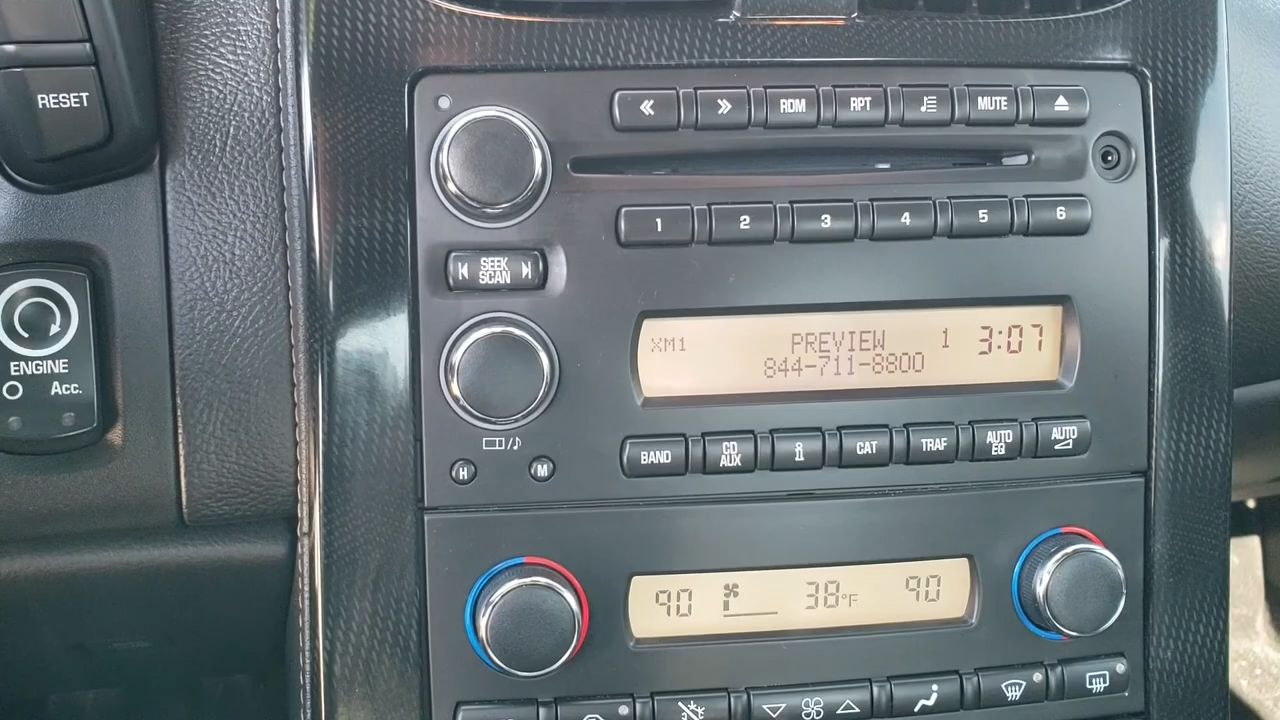 RESET
ENGINE
Acc.
RDM RPT MUTE
1 2 3 4 5 6
SEEK
SCAN
XM1 PREVIEW 1 3:07
844-711-8800
H M
BAND CD AUX i CAT TRAF AUTO EQ AUTO
90 38°F 90